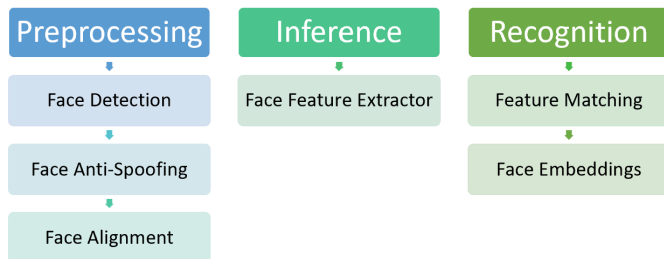 Preprocessing
Face Detection
Face Anti-Spoofing
Face Alignment
Inference
Face Feature Extractor
Recognition
Feature Matching
Face Embeddings